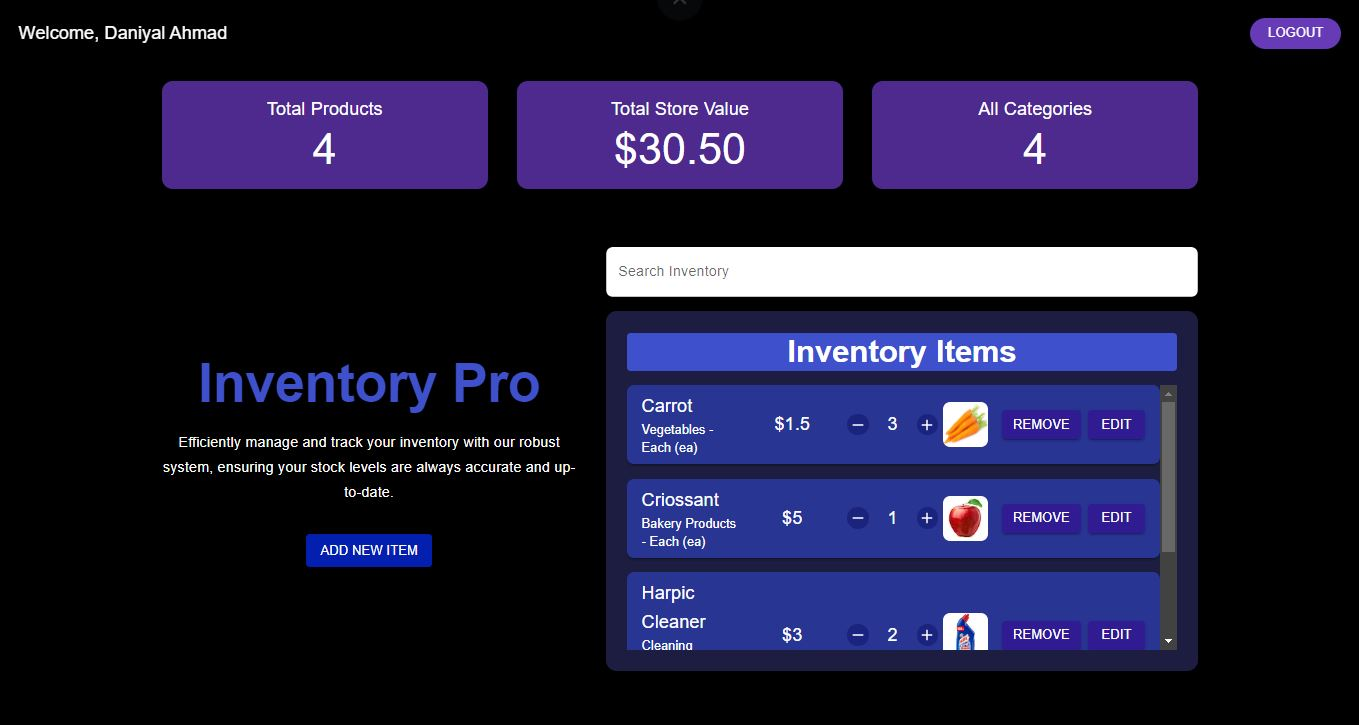 Welcome, Daniyal Ahmad
LOGOUT
Total Products
4
Total Store Value
$30.50
All Categories
4
Search Inventory
Inventory Pro
Efficiently manage and track your inventory with our robust
system, ensuring your stock levels are always accurate and up-
to-date.
ADD NEW ITEM
Inventory Items
Carrot
Vegetables -
Each (ea)
$1.5
3
REMOVE
EDIT
Criossant
Bakery Products
- Each (ea)
$5
1
REMOVE
EDIT
Harpic
Cleaner
Cleaning
$3
2
REMOVE
EDIT